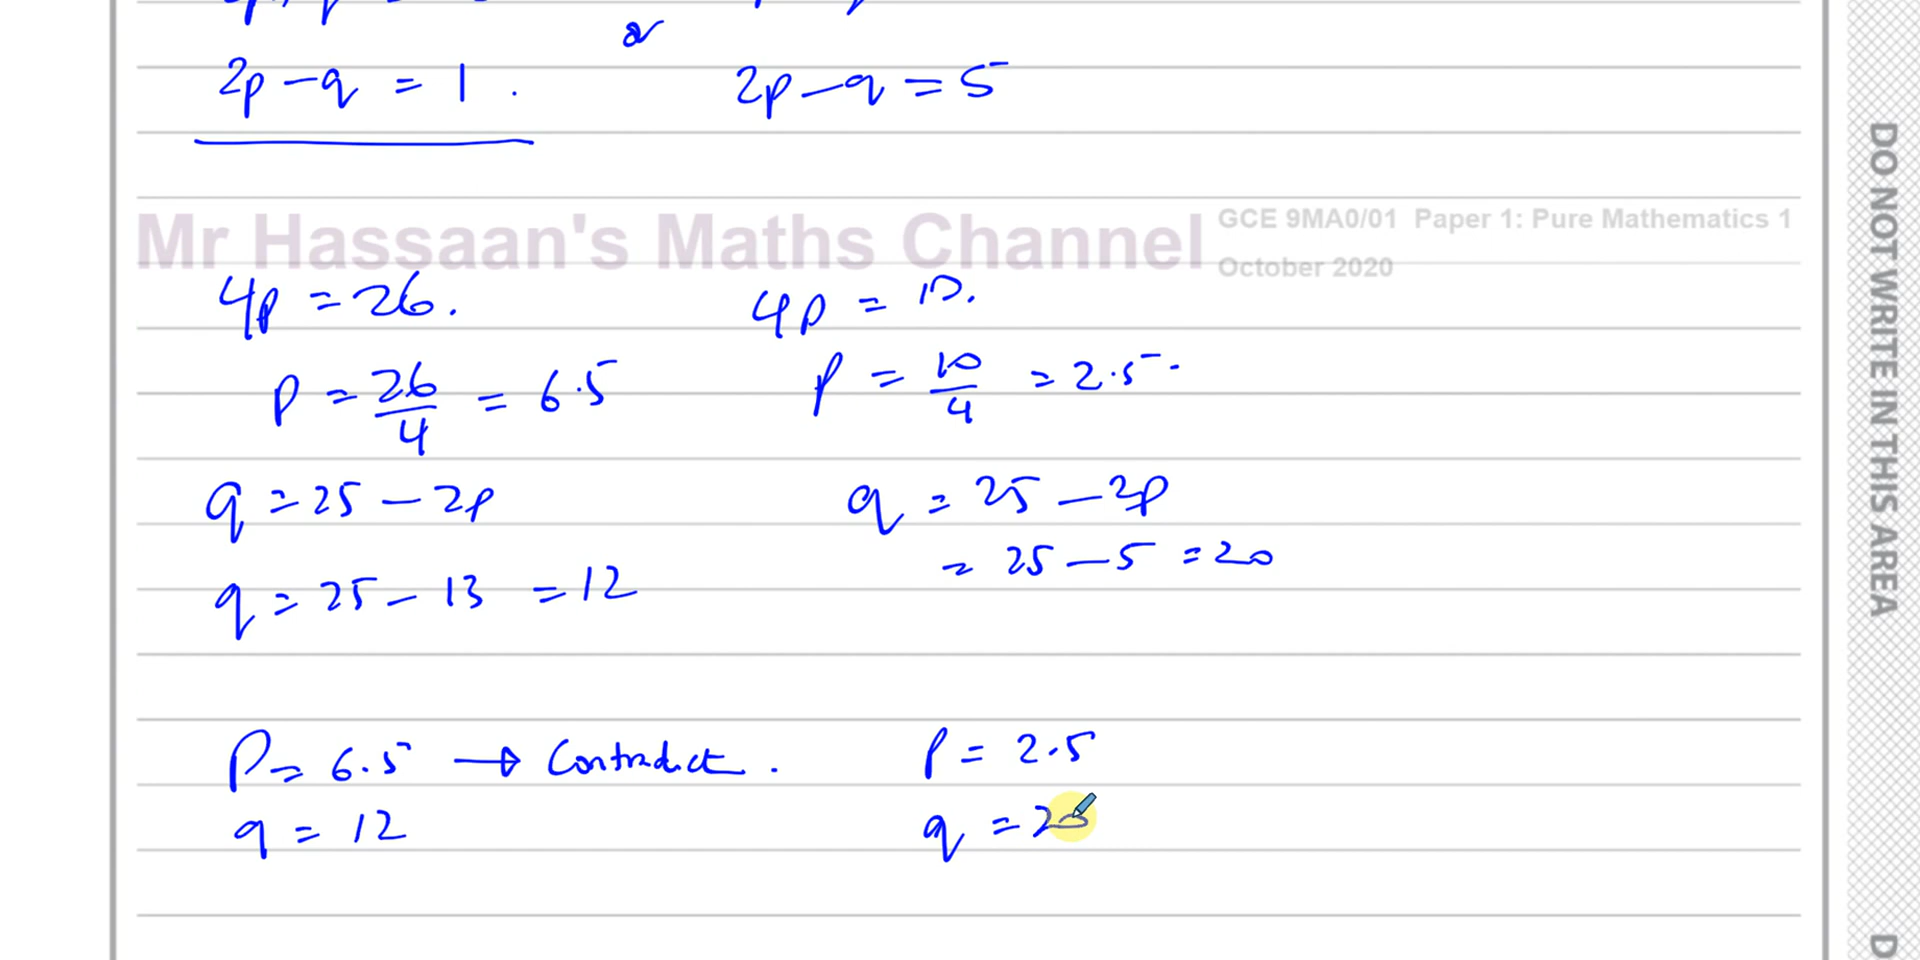 or
2p - q = 1 .
2p - q = 5
Mr Hassaan's Maths Channel
GCE 9MA0/01 Paper 1: Pure Mathematics 1
October 2020
4p = 26.
4p = 10.
p = 26/4 = 6.5
p = 10/4 = 2.5.
q = 25 - 2p
q = 25 - 2p
= 25 - 5 = 20
q = 25 - 13 = 12
P = 6.5 → Contradict .
p = 2.5
q = 12
q = 20
DO NOT WRITE IN THIS AREA
D